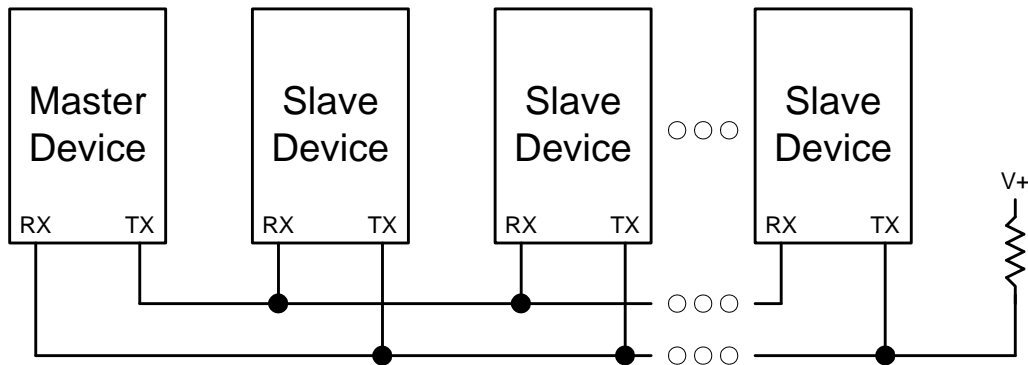 Master
Device
Slave
Device
Slave
Device
Slave
Device
V+
RX TX
RX TX
RX TX
RX TX